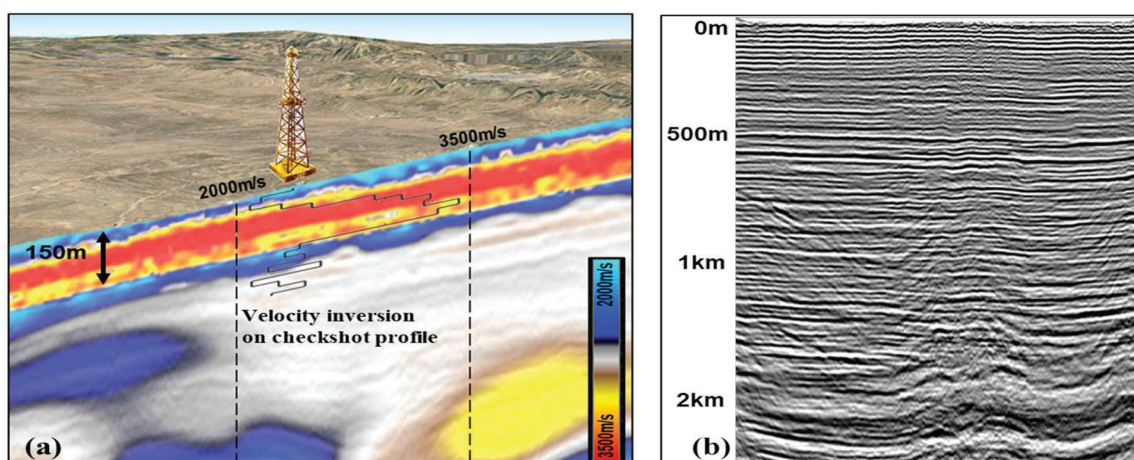 2000m/s
3500m/s
150m
Velocity inversion
on checkshot profile
2000m/s
3500m/s
(a)
0m
500m
1km
2km
(b)